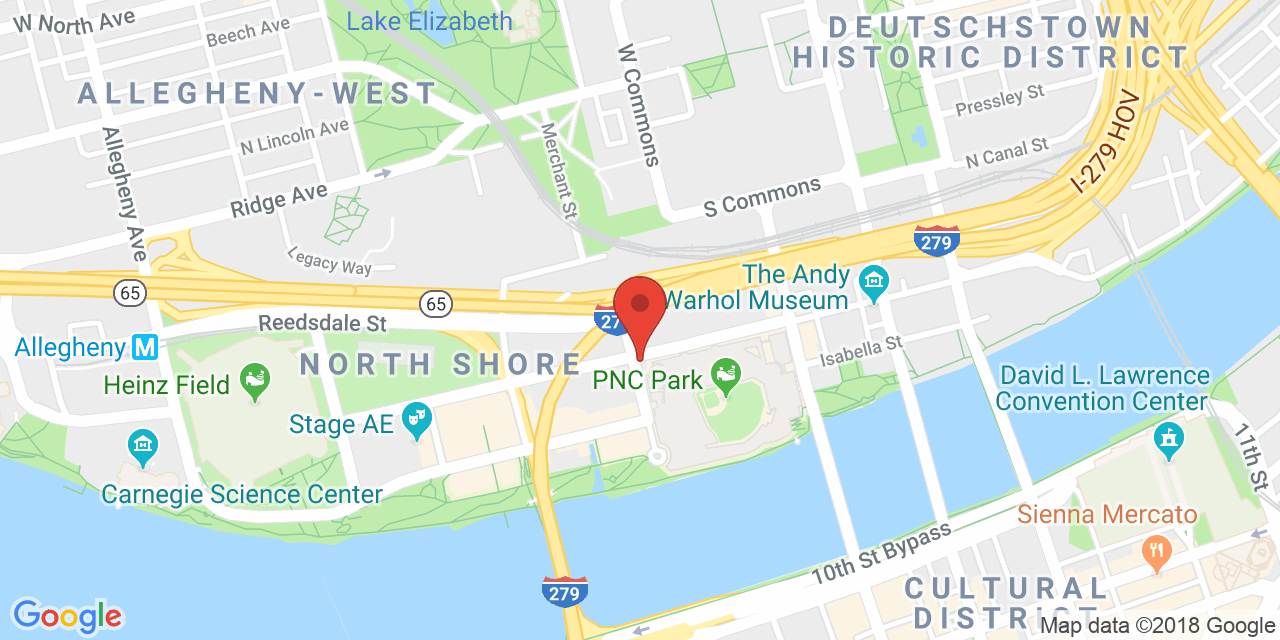 W North Ave
Beech Ave
Lake Elizabeth
W Commons
DEUTSCHSTOWN
HISTORIC DISTRICT
ALLEGHENY-WEST
Pressley St
I-279 HOV
N Lincoln Ave
Merchant St
N Canal St
Allegheny Ave
Ridge Ave
S Commons
279
Legacy Way
The Andy
Warhol Museum
65
65
Reedsdale St
27
Allegheny M
NORTH SHORE
Isabella St
Heinz Field
PNC Park
David L. Lawrence
Convention Center
Stage AE
11th St
Carnegie Science Center
Sienna Mercato
10th St Bypass
279
CULTURAL
DISTRICT
Google
Map data ©2018 Google